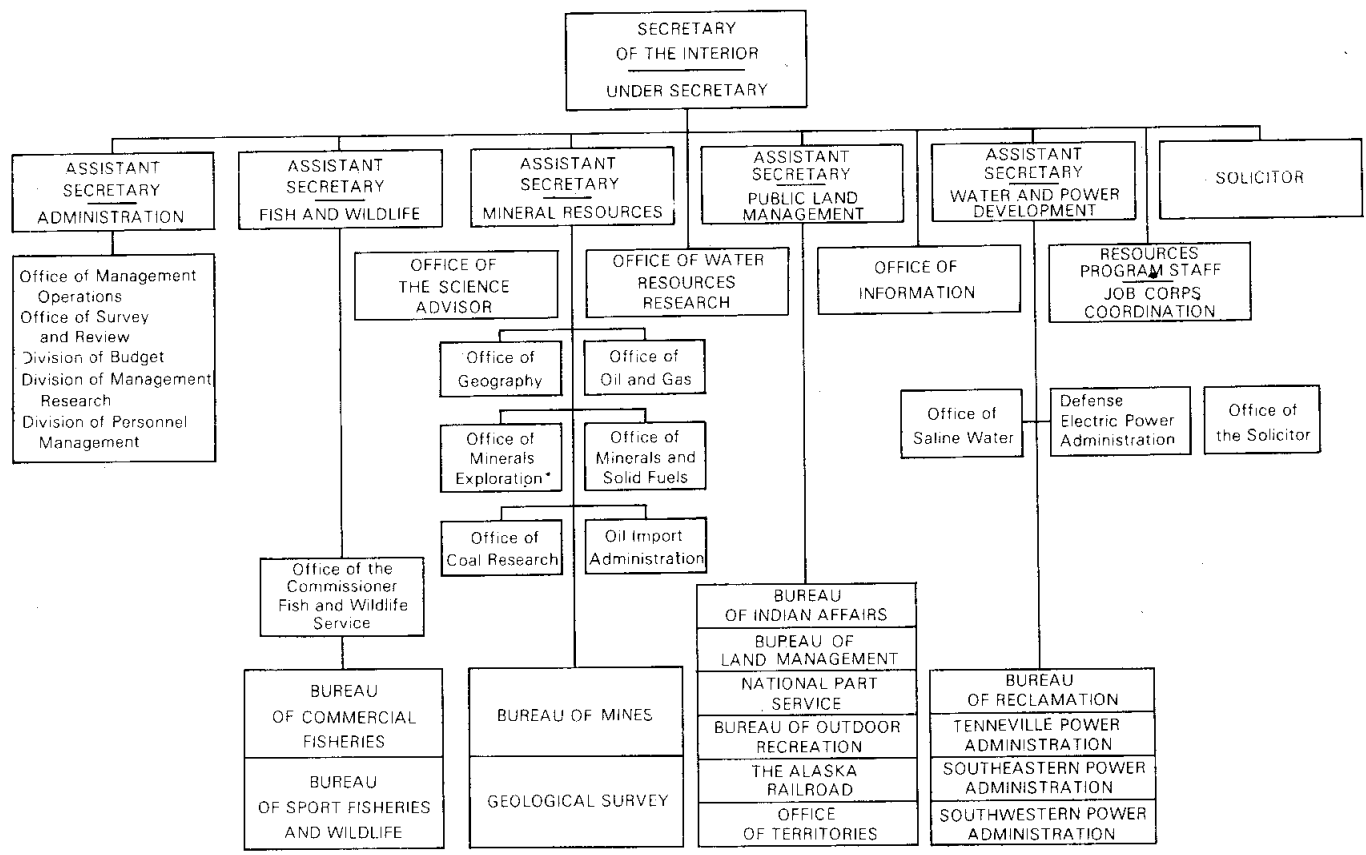 SECRETARY
OF THE INTERIOR
UNDER SECRETARY
ASSISTANT
SECRETARY
ADMINISTRATION
ASSISTANT
SECRETARY
FISH AND WILDLIFE
ASSISTANT
SECRETARY
MINERAL RESOURCES
ASSISTANT
SECRETARY
PUBLIC LAND
MANAGEMENT
ASSISTANT
SECRETARY
WATER AND POWER
DEVELOPMENT
SOLICITOR
Office of Management
Operations
Office of Survey
and Review
Division of Budget
Division of Management
Research
Division of Personnel
Management
OFFICE OF
THE SCIENCE
ADVISOR
OFFICE OF WATER
RESOURCES
RESEARCH
OFFICE OF
INFORMATION
RESOURCES
PROGRAM STAFF
JOB CORPS
COORDINATION
Office of
Geography
Office of
Oil and Gas
Office of
Minerals
Exploration*
Office of
Minerals and
Solid Fuels
Office of
Coal Research
Oil Import
Administration
Office of
Saline Water
Defense
Electric Power
Administration
Office of
the Solicitor
Office of the
Commissioner
Fish and Wildlife
Service
BUREAU
OF COMMERCIAL
FISHERIES
BUREAU
OF SPORT FISHERIES
AND WILDLIFE
BUREAU OF MINES
GEOLOGICAL SURVEY
BUREAU
OF INDIAN AFFAIRS
BUPEAU OF
LAND MANAGEMENT
NATIONAL PART
SERVICE
BUREAU OF OUTDOOR
RECREATION
THE ALASKA
RAILROAD
OFFICE
OF TERRITORIES
BUREAU
OF RECLAMATION
TENNEVILLE POWER
ADMINISTRATION
SOUTHEASTERN POWER
ADMINISTRATION
SOUTHWESTERN POWER
ADMINISTRATION